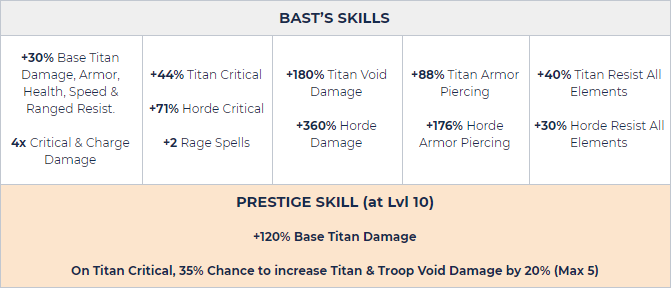 BAST'S SKILLS
+30% Base Titan
Damage, Armor,
Health, Speed &
Ranged Resist.
4x Critical & Charge
Damage
+44% Titan Critical
+71% Horde Critical
+2 Rage Spells
+180% Titan Void
Damage
+360% Horde
Damage
+88% Titan Armor
Piercing
+176% Horde
Armor Piercing
+40% Titan Resist All
Elements
+30% Horde Resist All
Elements
PRESTIGE SKILL (at Lvl 10)
+120% Base Titan Damage
On Titan Critical, 35% Chance to increase Titan & Troop Void Damage by 20% (Max 5)